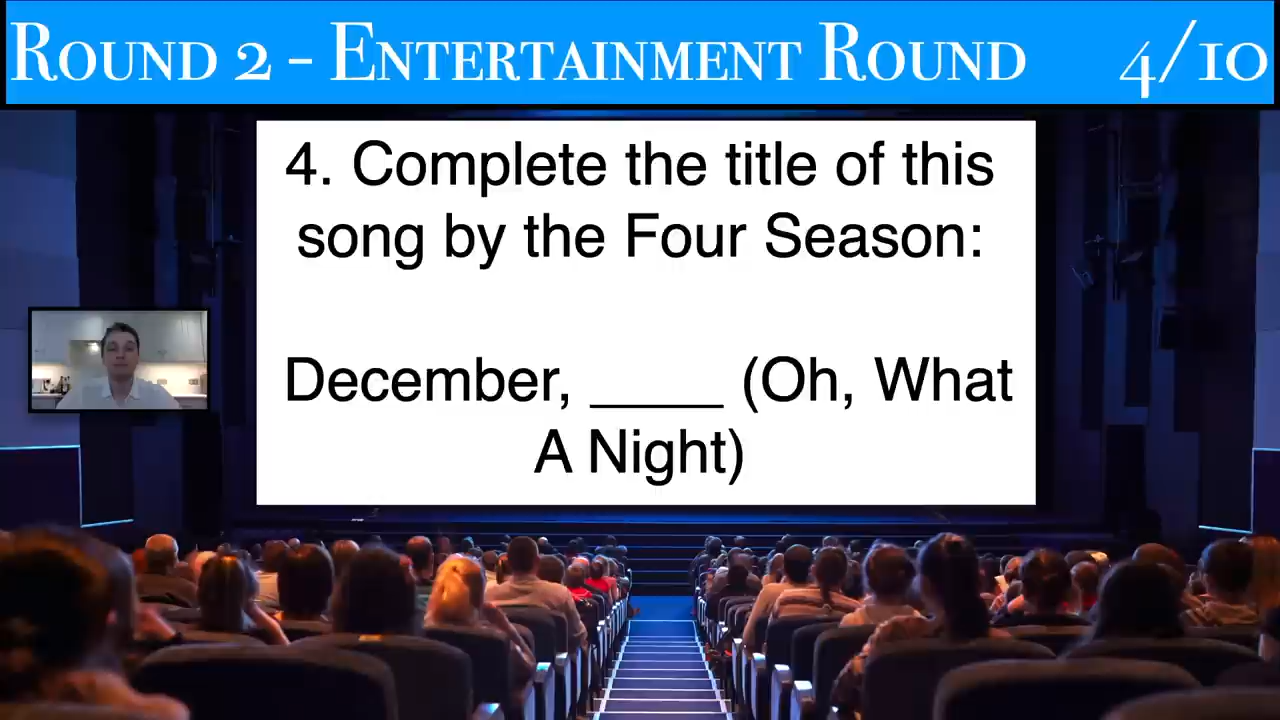 Round 2 - Entertainment Round 4/10
4. Complete the title of this
song by the Four Season:
December, ____ (Oh, What
A Night)